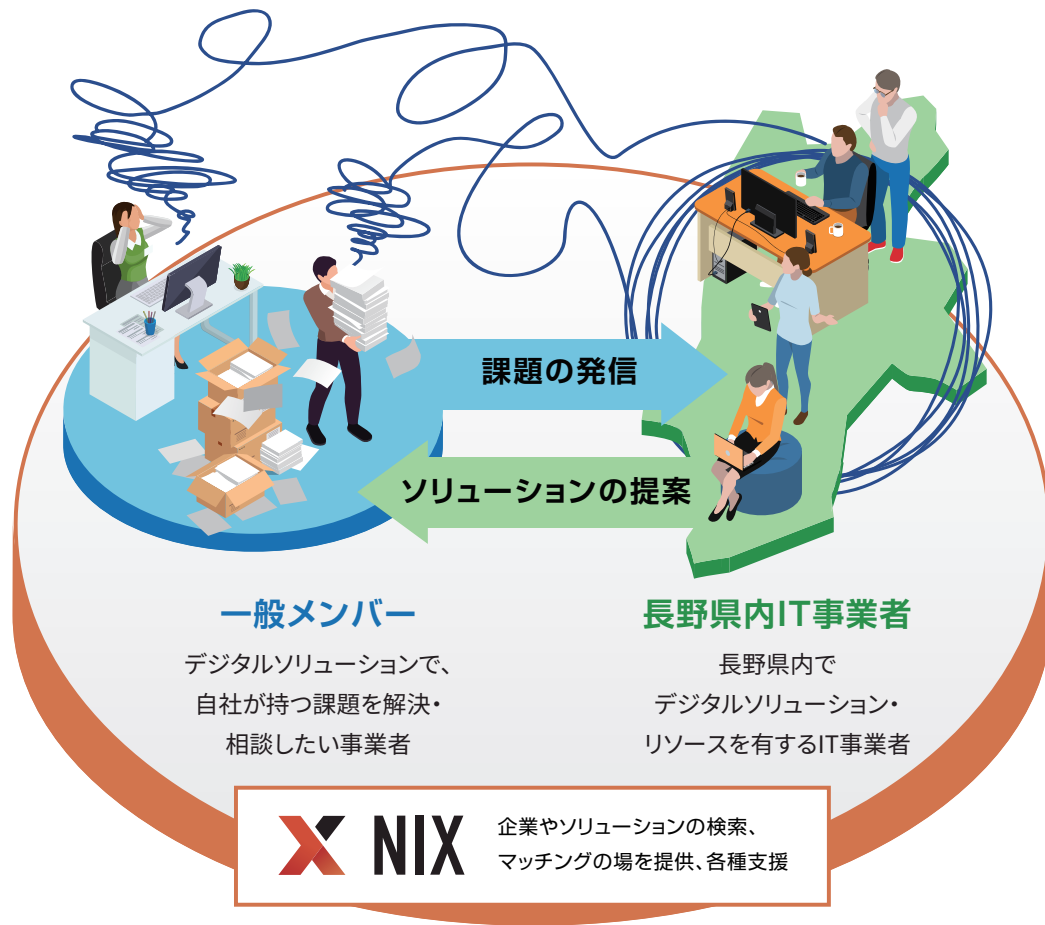 課題の発信
ソリューションの提案
一般メンバー
デジタルソリューションで、
自社が持つ課題を解決・
相談したい事業者
長野県内IT事業者
長野県内で
デジタルソリューション・
リソースを有するIT事業者
NIX
企業やソリューションの検索、
マッチングの場を提供、各種支援